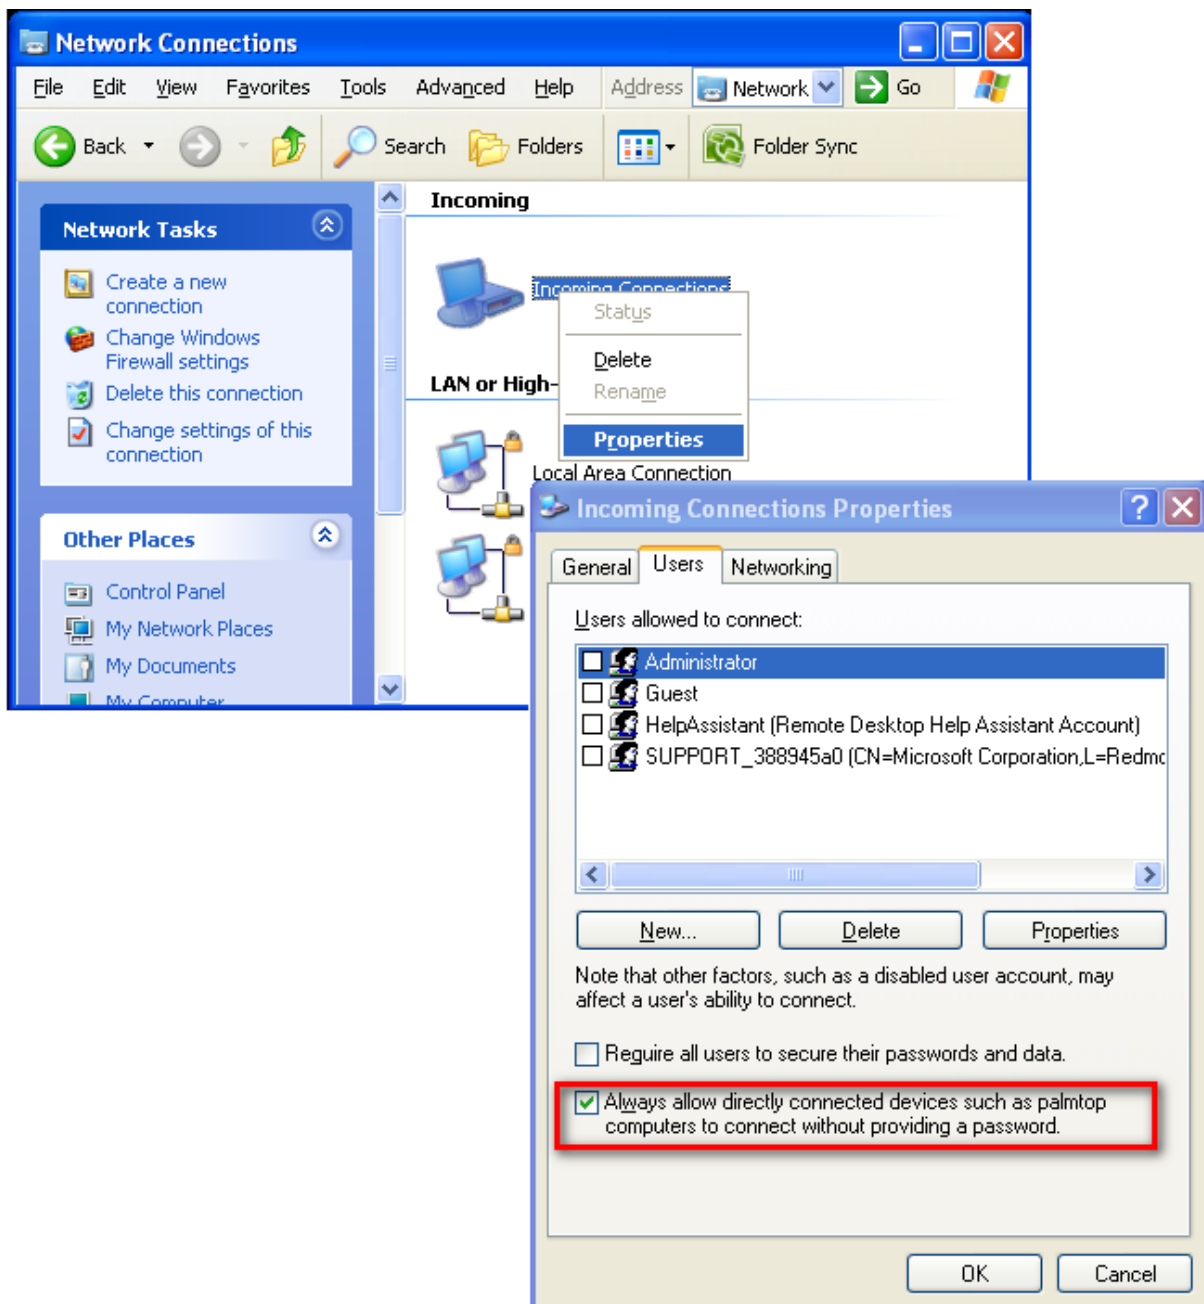 Network Connections
File Edit View Favorites Tools Advanced Help Address Network Go
Back Search Folders Folder Sync
Network Tasks
Create a new
connection
Change Windows
Firewall settings
Delete this connection
Change settings of this
connection
Other Places
Control Panel
My Network Places
My Documents
My Computer
Incoming
Incoming Connections
Status
Delete
Rename
Properties
LAN or High-
Local Area Connection
Incoming Connections Properties
General Users Networking
Users allowed to connect:
Administrator
Guest
HelpAssistant (Remote Desktop Help Assistant Account)
SUPPORT_388945a0 (CN=Microsoft Corporation,L=Redmo
New... Delete Properties
Note that other factors, such as a disabled user account, may
affect a user's ability to connect.
Require all users to secure their passwords and data.
Always allow directly connected devices such as palmtop
computers to connect without providing a password.
OK Cancel